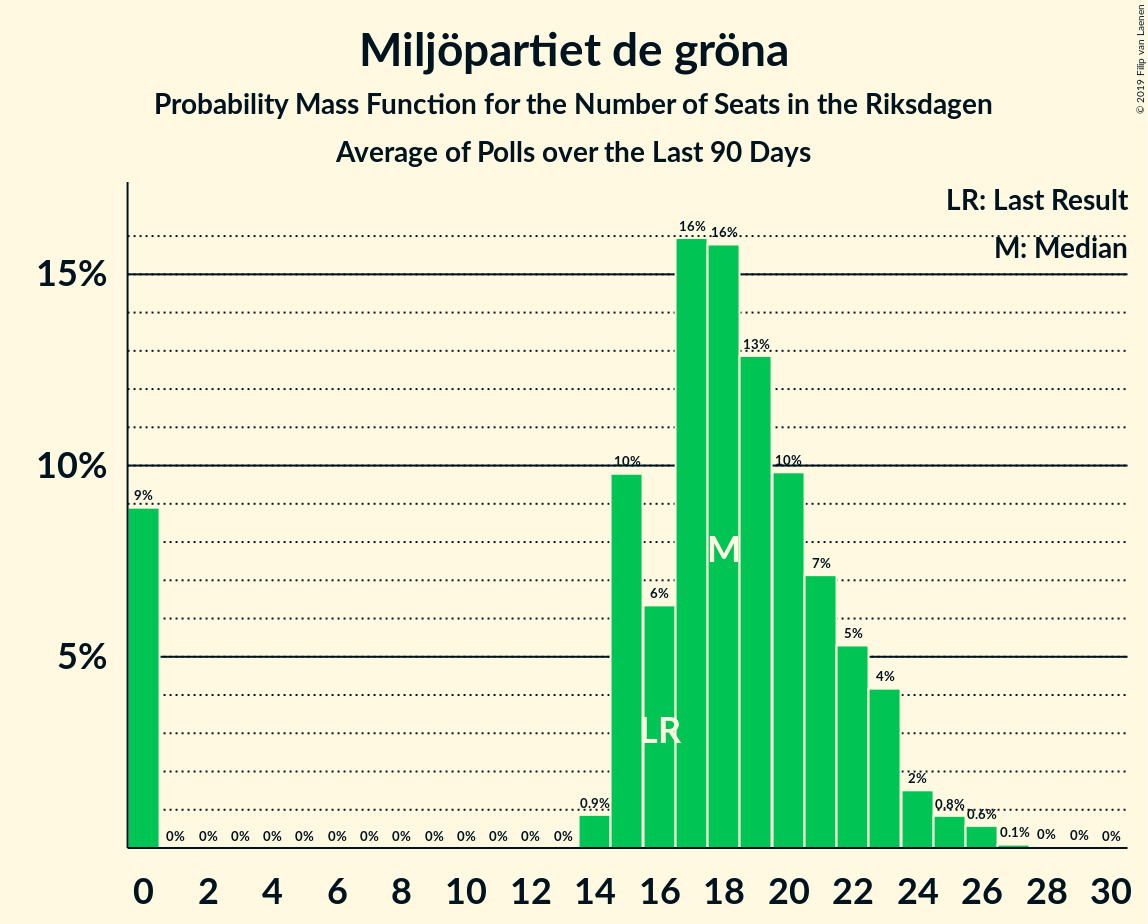 Miljöpartiet de gröna
Probability Mass Function for the Number of Seats in the Riksdagen
Average of Polls over the Last 90 Days
© 2019 Filip van Laenen
LR: Last Result
M: Median
15%
10%
5%
9% 0% 0% 0% 0% 0% 0% 0% 0% 0% 0% 0% 0% 0% 0.9% 10% 6% 16% 16% 13% 10% 7% 5% 4% 2% 0.8% 0.6% 0.1% 0% 0% 0%
M
LR
0 2 4 6 8 10 12 14 16 18 20 22 24 26 28 30